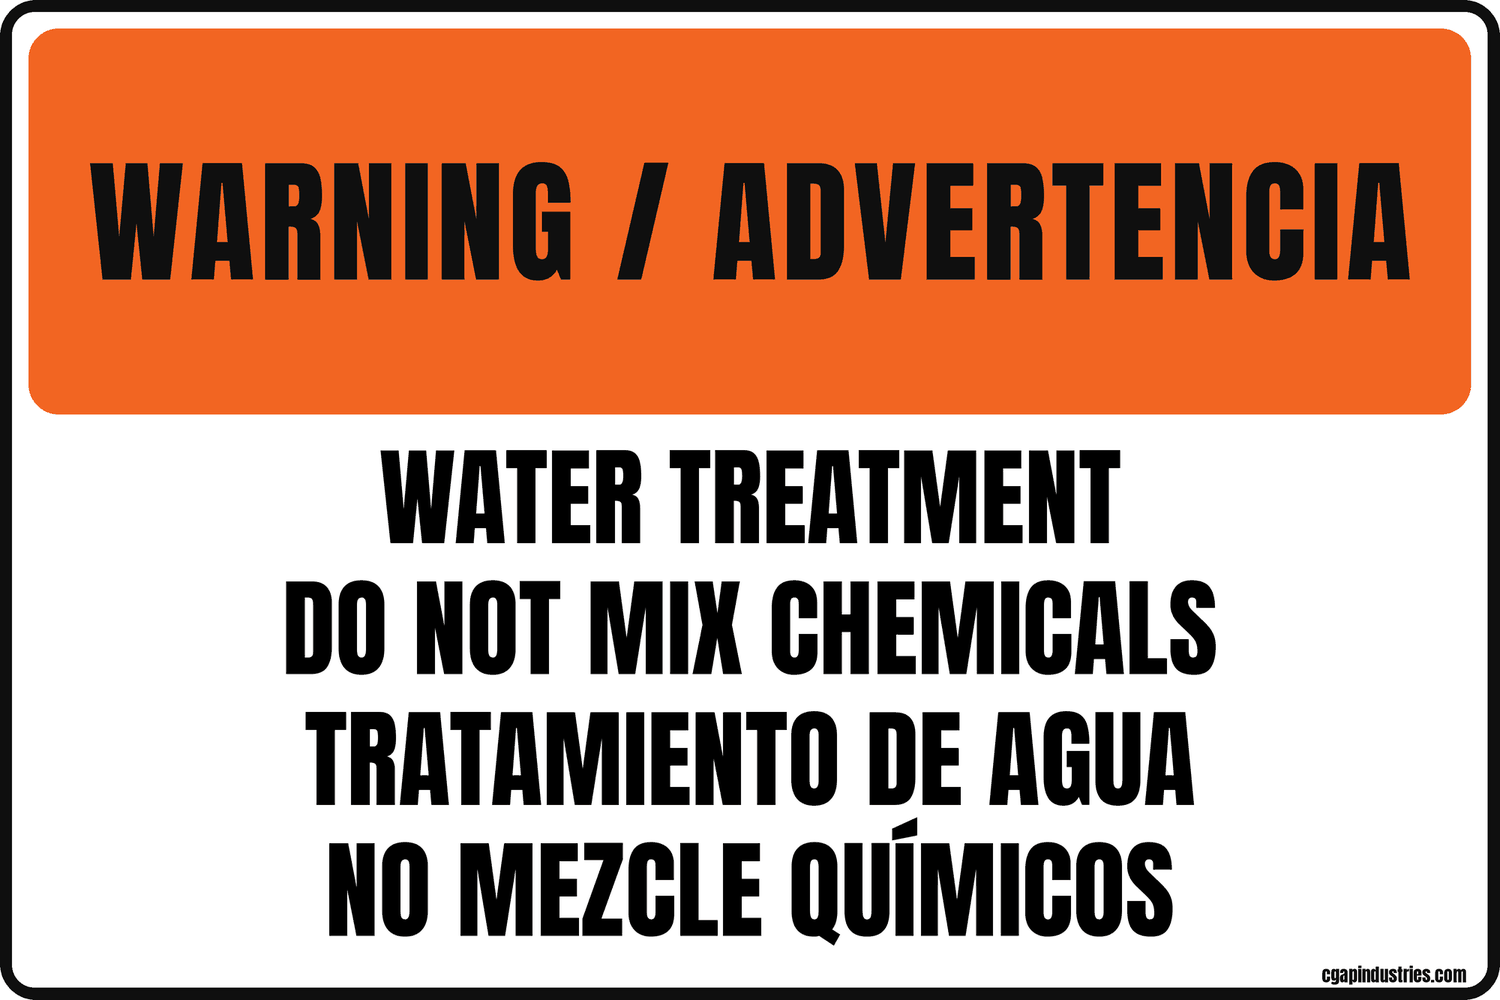 WARNING / ADVERTENCIA
WATER TREATMENT
DO NOT MIX CHEMICALS
TRATAMIENTO DE AGUA
NO MEZCLE QUÍMICOS
cgapindustries.com